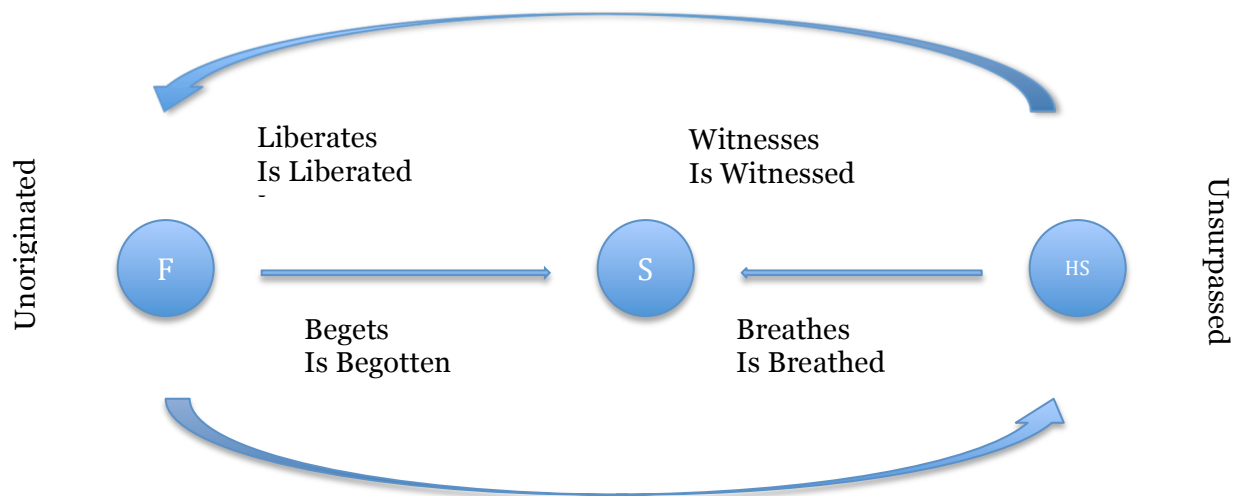 Liberates
Is Liberated
Witnesses
Is Witnessed
Unoriginated
F
S
HS
Unsurpassed
Begets
Is Begotten
Breathes
Is Breathed